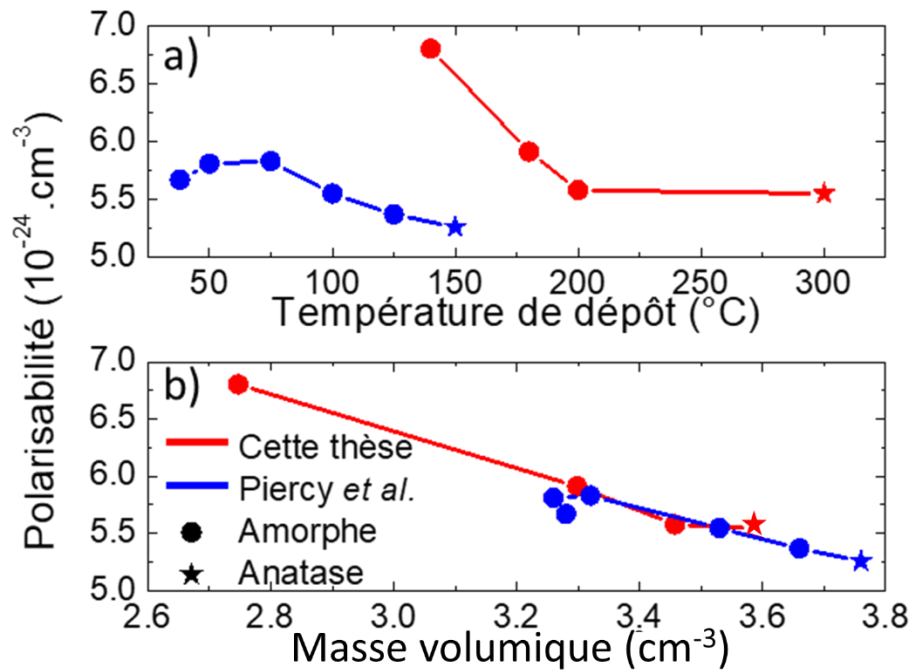 Polarisabilité (10⁻²⁴ .cm⁻³)
a)
7.0
6.5
6.0
5.5
5.0
50 100 150 200 250 300
Température de dépôt (°C)
b)
7.0
6.5
6.0
5.5
5.0
Cette thèse
Piercy et al.
Amorphe
Anatase
2.6 2.8 3.0 3.2 3.4 3.6 3.8
Masse volumique (cm⁻³)